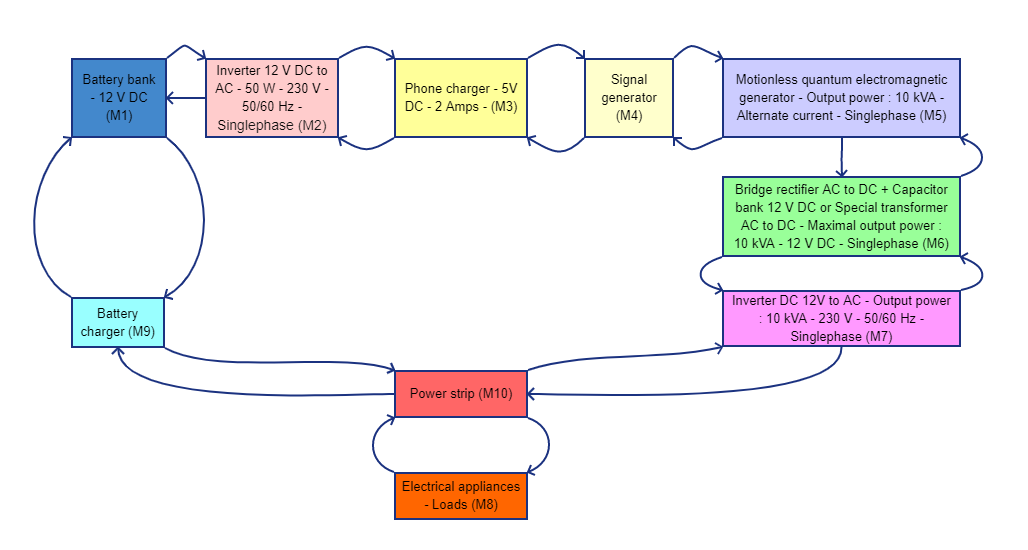 Battery bank
- 12 V DC
(M1)
Inverter 12 V DC to
AC - 50 W - 230 V -
50/60 Hz -
Singlephase (M2)
Phone charger - 5V
DC - 2 Amps - (M3)
Signal
generator
(M4)
Motionless quantum electromagnetic
generator - Output power : 10 kVA -
Alternate current - Singlephase (M5)
Bridge rectifier AC to DC + Capacitor
bank 12 V DC or Special transformer
AC to DC - Maximal output power :
10 kVA - 12 V DC - Singlephase (M6)
Inverter DC 12V to AC - Output power
: 10 kVA - 230 V - 50/60 Hz -
Singlephase (M7)
Battery
charger (M9)
Power strip (M10)
Electrical appliances
- Loads (M8)